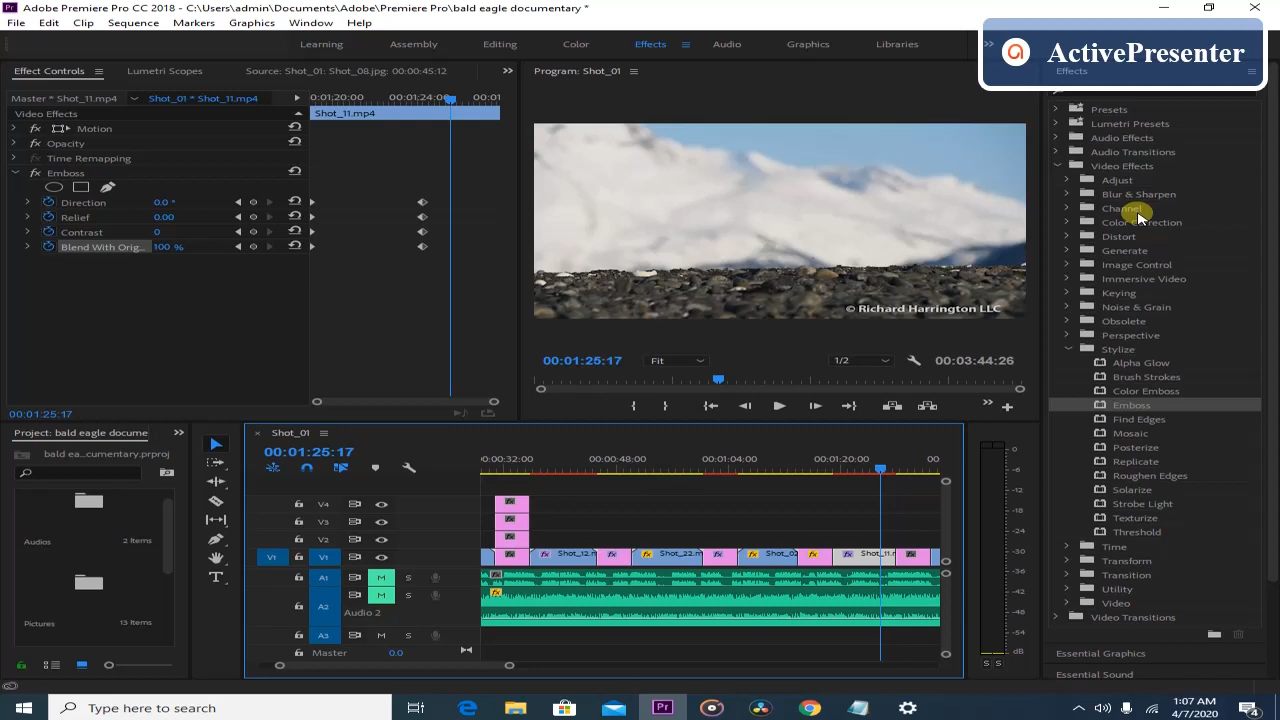 Adobe Premiere Pro CC 2018 - C:\Users\admin\Documents\Adobe\Premiere Pro\bald eagle documentary *
File Edit Clip Sequence Markers Graphics Window Help
Learning Assembly Editing Color Effects Audio Graphics Libraries
ActivePresenter
Effect Controls Lumetri Scopes Source: Shot_01: Shot_08.jpg: 00:00:45:12
Program: Shot_01
Effects
Master * Shot_11.mp4 Shot_01 * Shot_11.mp4
0:01:20:00 00:01:24:00 00:01
Video Effects
Shot_11.mp4
Motion
Opacity
Time Remapping
Emboss
Direction 0.0 °
Relief 0.00
Contrast 0
Blend With Orig... 100 %
00:01:25:17
© Richard Harrington LLC
00:01:25:17 Fit 1/2 00:03:44:26
Presets
Lumetri Presets
Audio Effects
Audio Transitions
Video Effects
Adjust
Blur & Sharpen
Channel
Color Correction
Distort
Generate
Image Control
Immersive Video
Keying
Noise & Grain
Obsolete
Perspective
Stylize
Alpha Glow
Brush Strokes
Color Emboss
Emboss
Find Edges
Mosaic
Posterize
Replicate
Roughen Edges
Solarize
Strobe Light
Texturize
Threshold
Time
Transform
Transition
Utility
Video
Video Transitions
Essential Graphics
Essential Sound
Project: bald eagle docume
bald ea...cumentary.prproj
Audios 2 Items
Pictures 13 Items
Shot_01
00:01:25:17
00:00:32:00 00:00:48:00 00:01:04:00 00:01:20:00 00:
V4
V3
V2
V1 V1
fx Shot_12.m fx Shot_22.m fx Shot_02 fx Shot_11.m fx
A1 M S
A2 M S
Audio 2
A3 M S
Master 0.0
0
-6
-12
-18
-24
-30
-36
-42
-48
-54
dB
S S
Type here to search
1:07 AM
4/7/2020
4